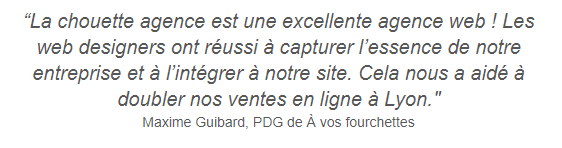 “La chouette agence est une excellente agence web ! Les
web designers ont réussi à capturer l’essence de notre
entreprise et à l’intégrer à notre site. Cela nous a aidé à
doubler nos ventes en ligne à Lyon."
Maxime Guibard, PDG de À vos fourchettes